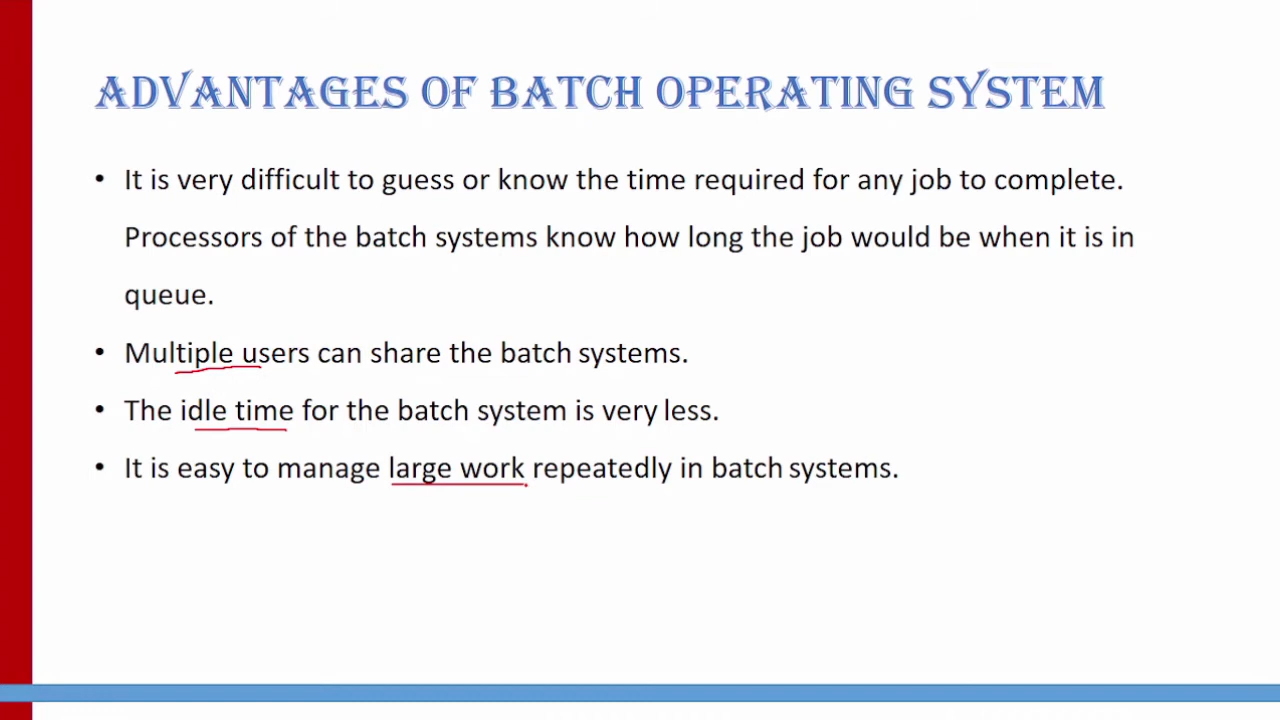 ADVANTAGES OF BATCH OPERATING SYSTEM
• It is very difficult to guess or know the time required for any job to complete.
Processors of the batch systems know how long the job would be when it is in
queue.
• Multiple users can share the batch systems.
• The idle time for the batch system is very less.
• It is easy to manage large work repeatedly in batch systems.